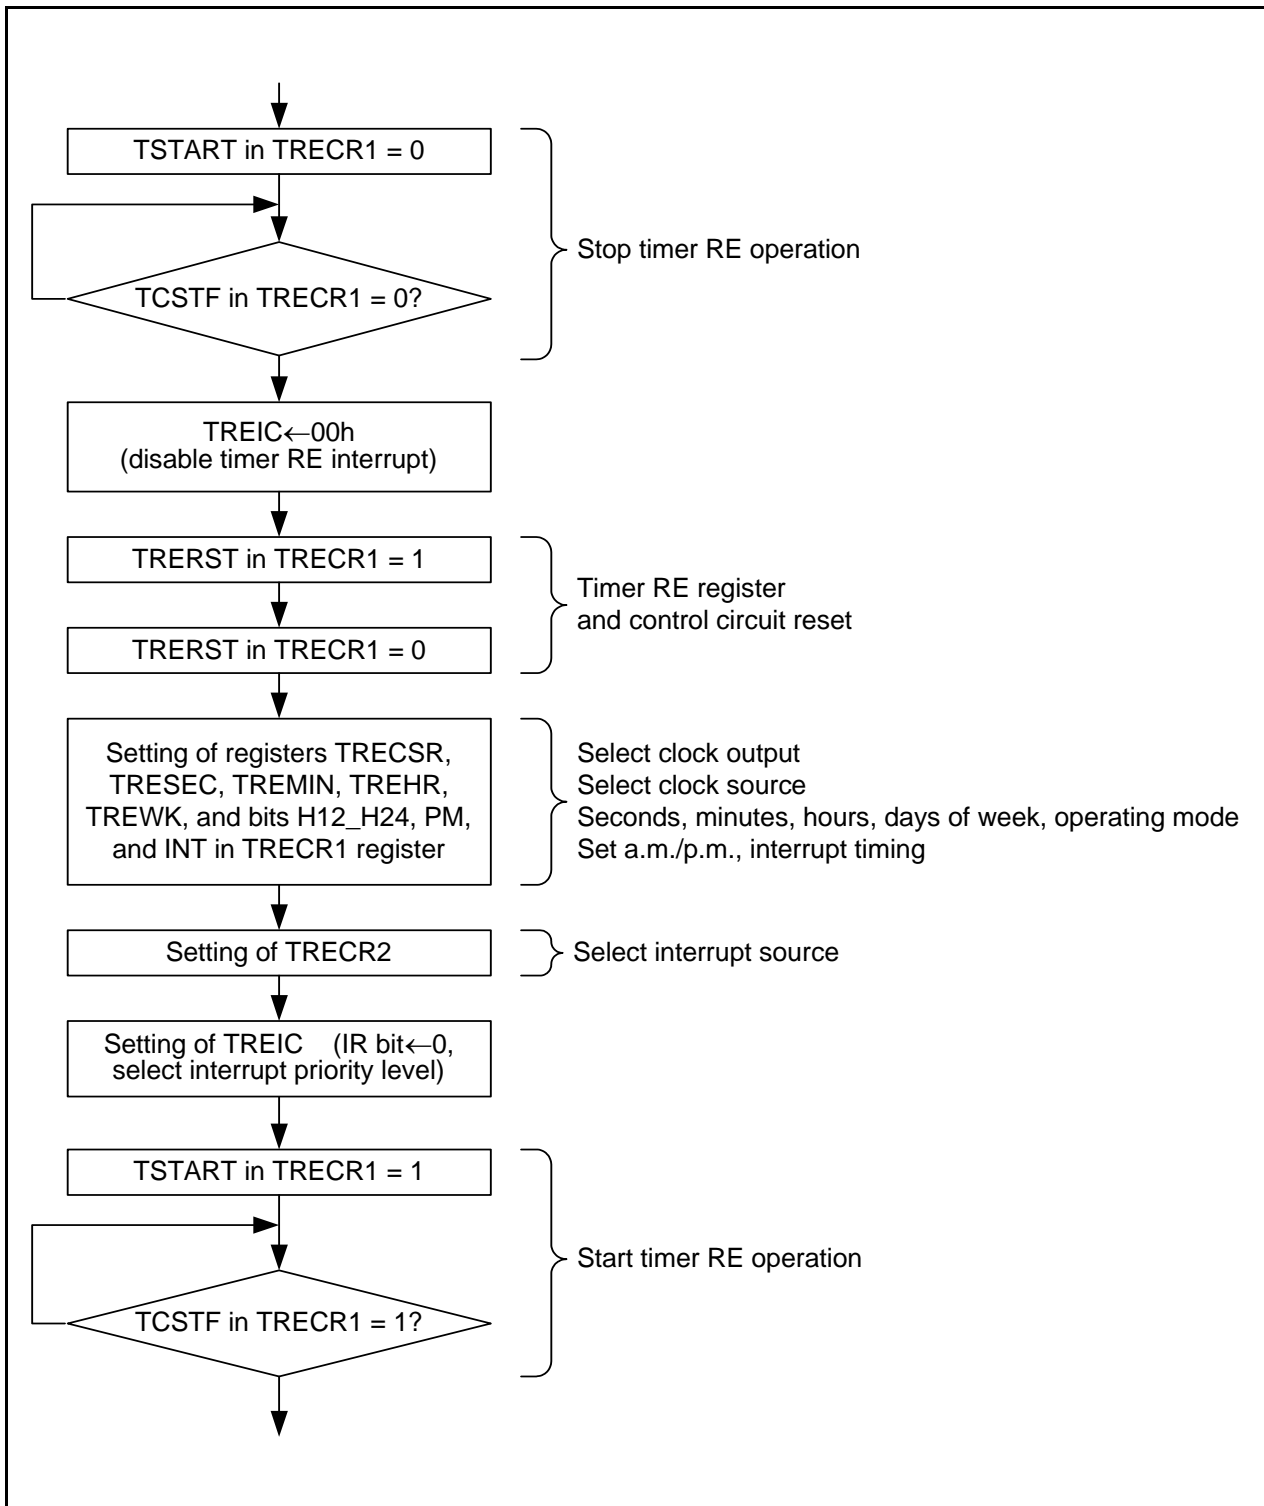 TSTART in TRECR1 = 0
TCSTF in TRECR1 = 0?
Stop timer RE operation
TREIC←00h
(disable timer RE interrupt)
TRERST in TRECR1 = 1
TRERST in TRECR1 = 0
Timer RE register
and control circuit reset
Setting of registers TRECSR,
TRESEC, TREMIN, TREHR,
TREWK, and bits H12_H24, PM,
and INT in TRECR1 register
Select clock output
Select clock source
Seconds, minutes, hours, days of week, operating mode
Set a.m./p.m., interrupt timing
Setting of TRECR2
Select interrupt source
Setting of TREIC (IR bit←0,
select interrupt priority level)
TSTART in TRECR1 = 1
TCSTF in TRECR1 = 1?
Start timer RE operation